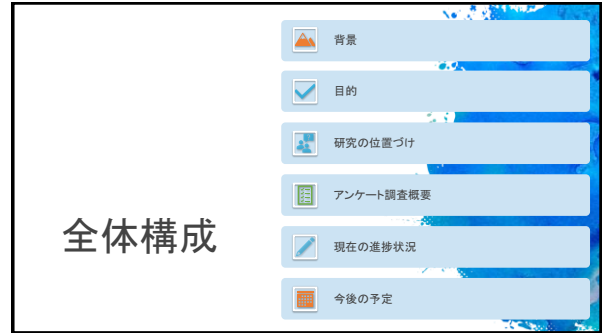 全体構成
背景
目的
研究の位置づけ
アンケート調査概要
現在の進捗状況
今後の予定